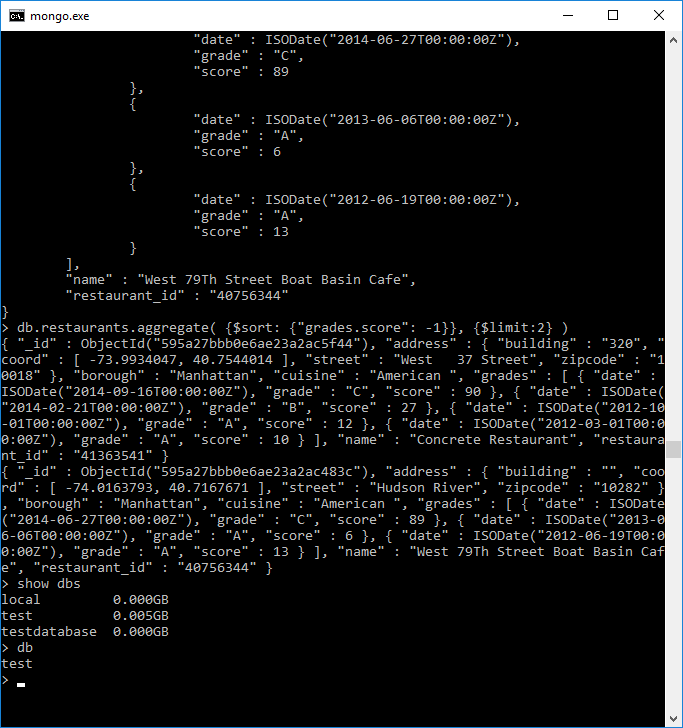 mongo.exe
"date" : ISODate("2014-06-27T00:00:00Z"),
"grade" : "C",
"score" : 89
},
{
"date" : ISODate("2013-06-06T00:00:00Z"),
"grade" : "A",
"score" : 6
},
{
"date" : ISODate("2012-06-19T00:00:00Z"),
"grade" : "A",
"score" : 13
}
],
"name" : "West 79Th Street Boat Basin Cafe",
"restaurant_id" : "40756344"
}
> db.restaurants.aggregate( {$sort: {"grades.score": -1}}, {$limit:2} )
{ "_id" : ObjectId("595a27bbb0e6ae23a2ac5f44"), "address" : { "building" : "320", "
coord" : [ -73.9934047, 40.7544014 ], "street" : "West   37 Street", "zipcode" : "1
0018" }, "borough" : "Manhattan", "cuisine" : "American ", "grades" : [ { "date" :
ISODate("2014-09-16T00:00:00Z"), "grade" : "C", "score" : 90 }, { "date" : ISODate(
"2014-02-21T00:00:00Z"), "grade" : "B", "score" : 27 }, { "date" : ISODate("2012-10
-01T00:00:00Z"), "grade" : "A", "score" : 12 }, { "date" : ISODate("2012-03-01T00:0
0:00Z"), "grade" : "A", "score" : 10 } ], "name" : "Concrete Restaurant", "restaura
nt_id" : "41363541" }
{ "_id" : ObjectId("595a27bbb0e6ae23a2ac483c"), "address" : { "building" : "", "coo
rd" : [ -74.0163793, 40.7167671 ], "street" : "Hudson River", "zipcode" : "10282" }
, "borough" : "Manhattan", "cuisine" : "American ", "grades" : [ { "date" : ISODate
("2014-06-27T00:00:00Z"), "grade" : "C", "score" : 89 }, { "date" : ISODate("2013-0
6-06T00:00:00Z"), "grade" : "A", "score" : 6 }, { "date" : ISODate("2012-06-19T00:0
0:00Z"), "grade" : "A", "score" : 13 } ], "name" : "West 79Th Street Boat Basin Caf
e", "restaurant_id" : "40756344" }
> show dbs
local         0.000GB
test          0.005GB
testdatabase  0.000GB
> db
test
>